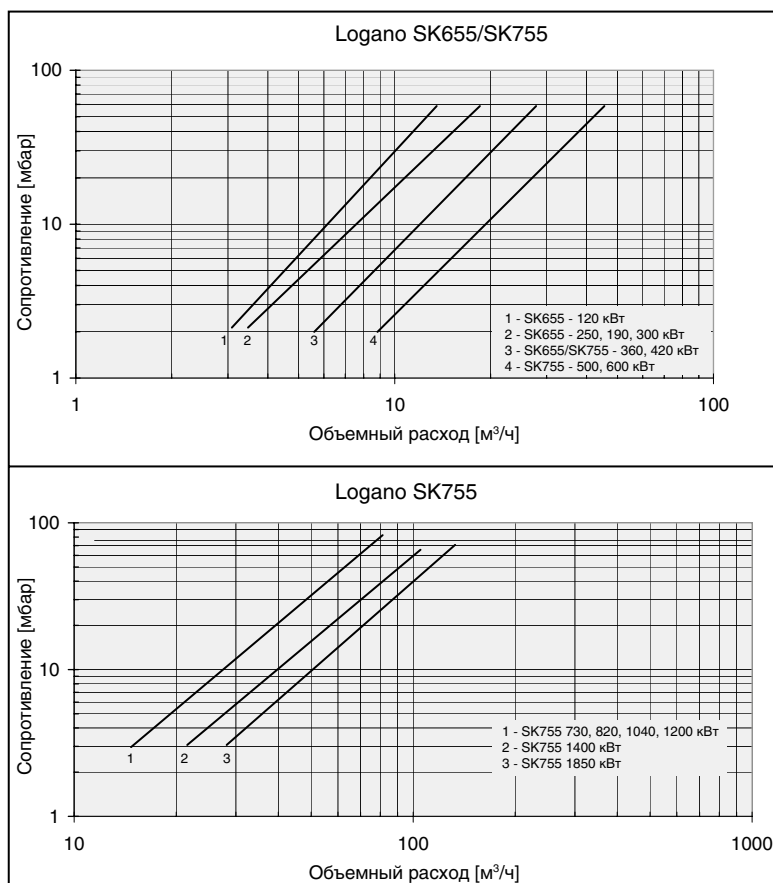 Logano SK655/SK755
100
10
1
Сопротивление [мбар]
1 2 3 4
1 - SK655 - 120 кВт
2 - SK655 - 250, 190, 300 кВт
3 - SK655/SK755 - 360, 420 кВт
4 - SK755 - 500, 600 кВт
1 10 100
Объемный расход [м³/ч]
Logano SK755
100
10
1
Сопротивление [мбар]
1 2 3
1 - SK755 730, 820, 1040, 1200 кВт
2 - SK755 1400 кВт
3 - SK755 1850 кВт
10 100 1000
Объемный расход [м³/ч]